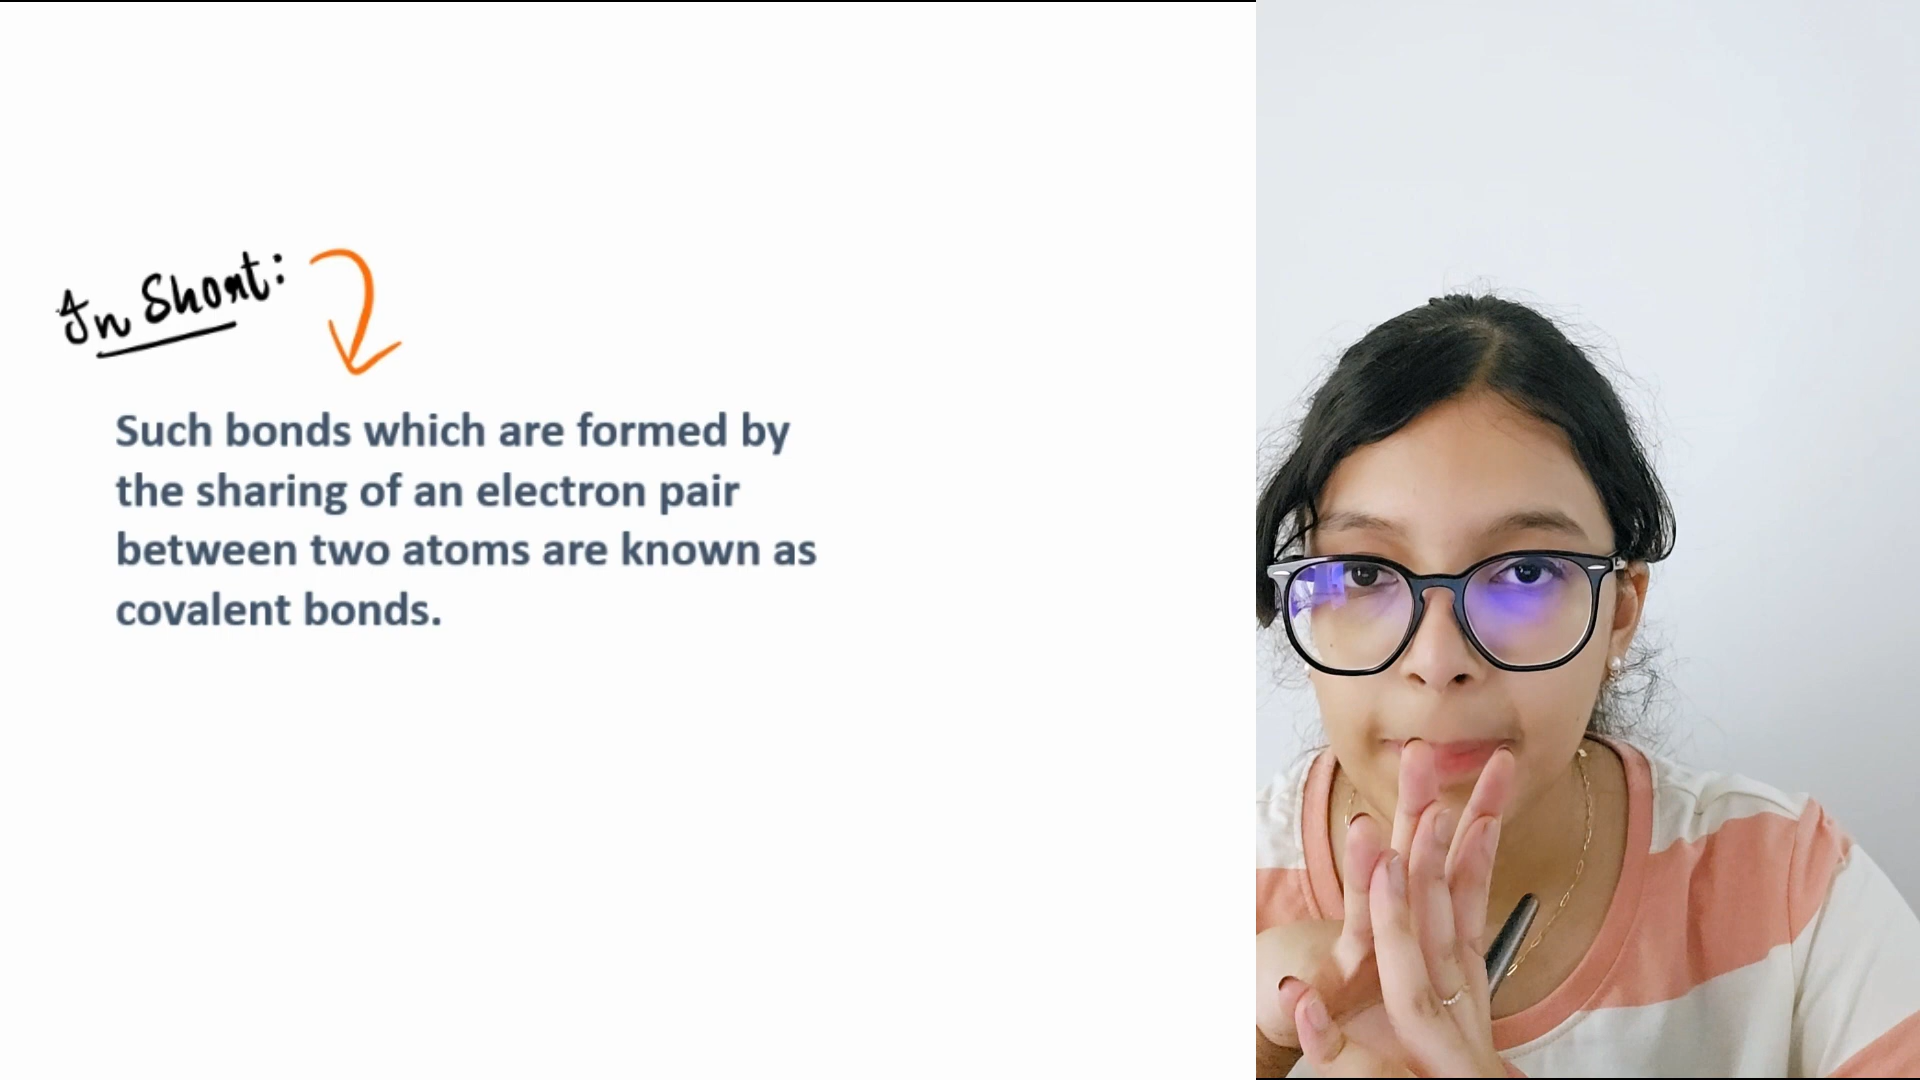 In Short:
Such bonds which are formed by
the sharing of an electron pair
between two atoms are known as
covalent bonds.